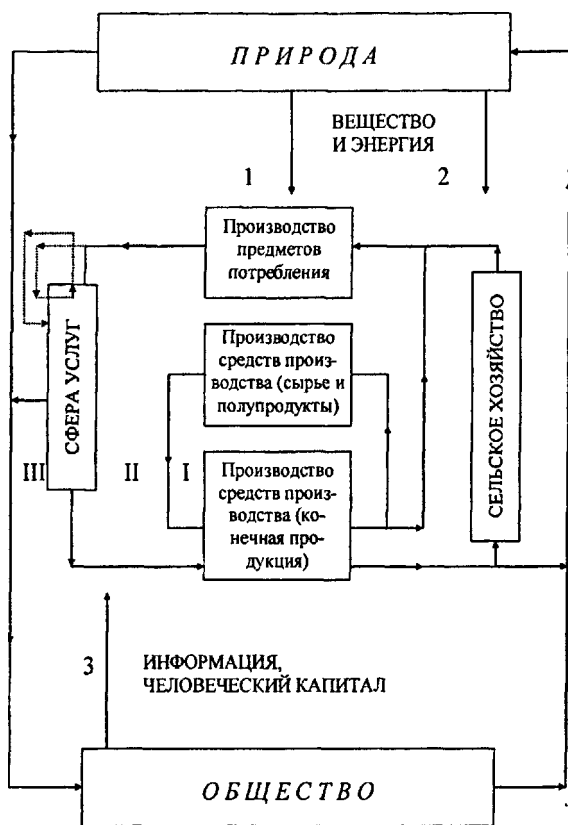 ПРИРОДА
ВЕЩЕСТВО
И ЭНЕРГИЯ
1
2
Производство
предметов
потребления
СФЕРА УСЛУГ
Производство
средств произ-
водства (сырье и
полупродукты)
СЕЛЬСКОЕ ХОЗЯЙСТВО
III
II
I
Производство
средств произ-
водства (ко-
нечная про-
дукция)
3
ИНФОРМАЦИЯ,
ЧЕЛОВЕЧЕСКИЙ КАПИТАЛ
ОБЩЕСТВО